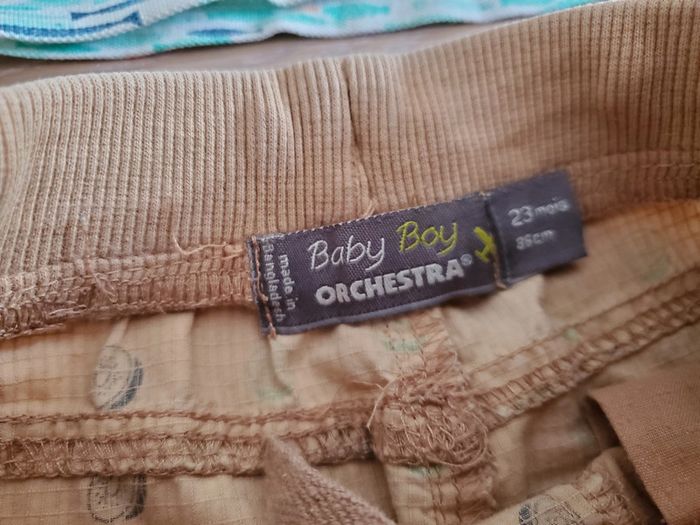 made in
Bangladesh
Baby Boy
ORCHESTRA®
23 mois
86cm